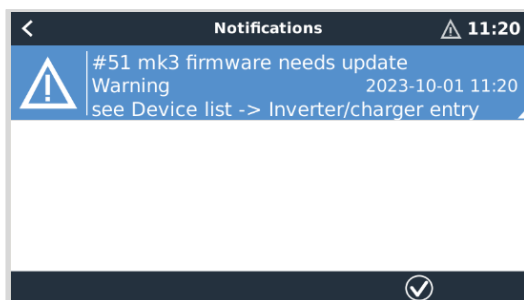 Notifications
11:20
#51 mk3 firmware needs update
Warning
2023-10-01 11:20
see Device list -> Inverter/charger entry